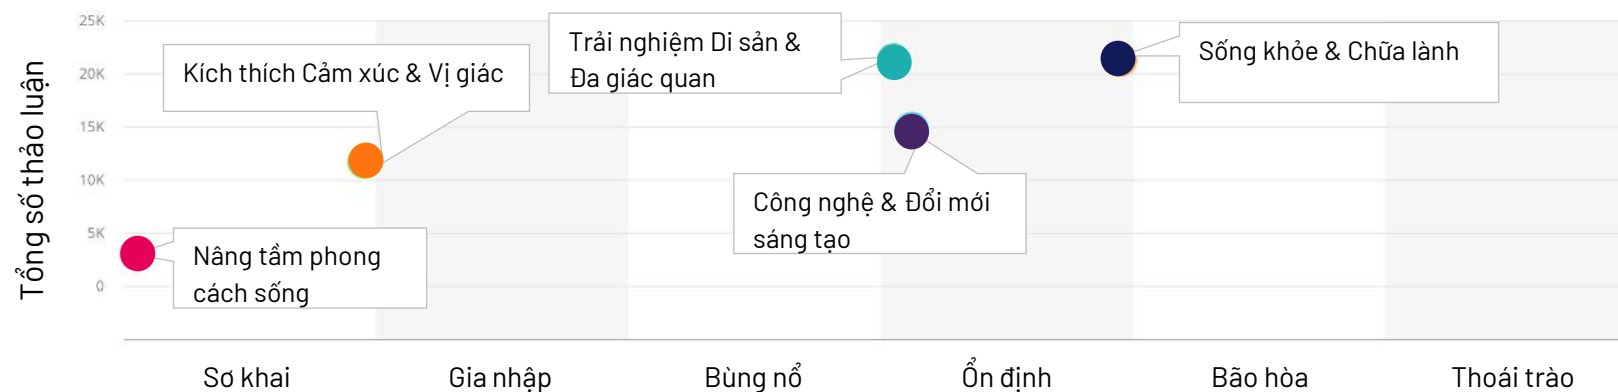 Tổng số thảo luận
25K
20K
15K
10K
5K
0
Kích thích Cảm xúc & Vị giác
Trải nghiệm Di sản &
Đa giác quan
Sống khỏe & Chữa lành
Công nghệ & Đổi mới
sáng tạo
Nâng tầm phong
cách sống
Sơ khai
Gia nhập
Bùng nổ
Ổn định
Bão hòa
Thoái trào